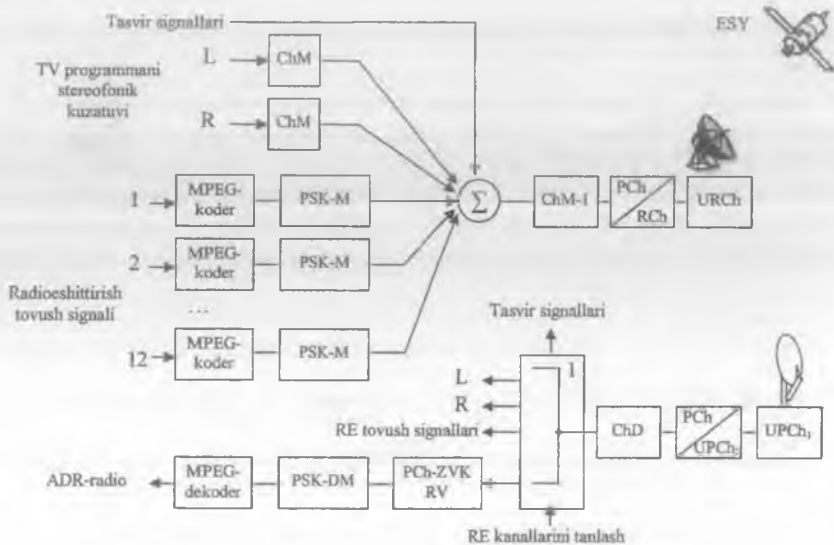 Tasvir signallari
ESY
TV programmani
stereofonik
kuzatuvi
L
ChM
R
ChM
1
MPEG-
koder
PSK-M
Σ
ChM-1
PCh
RCh
URCh
2
MPEG-
koder
PSK-M
Radioeshittirish
tovush signali
...
12
MPEG-
koder
PSK-M
Tasvir signallari
1
L
R
RE tovush signallari
ChD
PCh
UPCh₂
UPCh₁
ADR-radio
MPEG-
dekoder
PSK-DM
PCh-ZVK
RV
RE kanallarini tanlash